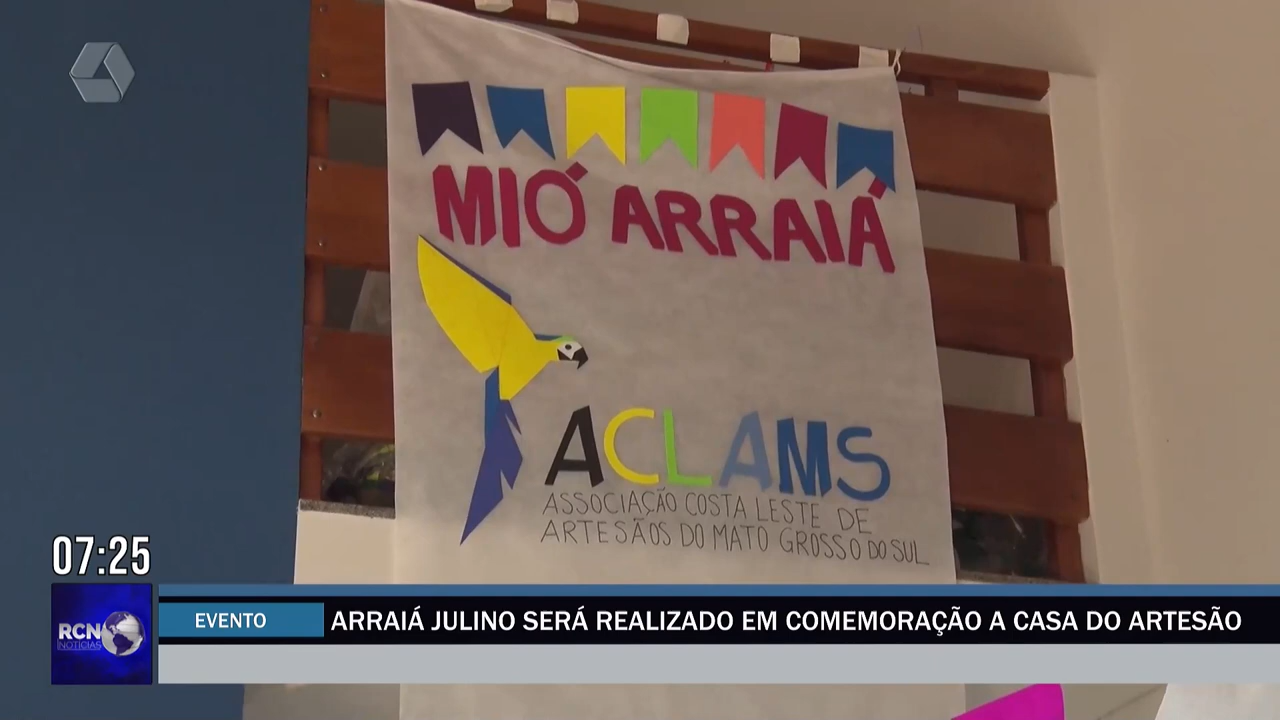 MIÓ ARRAIÁ
ACLAMS
ASSOCIAÇÃO COSTA LESTE DE
ARTESÃOS DO MATO GROSSO DO SUL
07:25
RCN
NOTÍCIAS
EVENTO
ARRAIÁ JULINO SERÁ REALIZADO EM COMEMORAÇÃO A CASA DO ARTESÃO